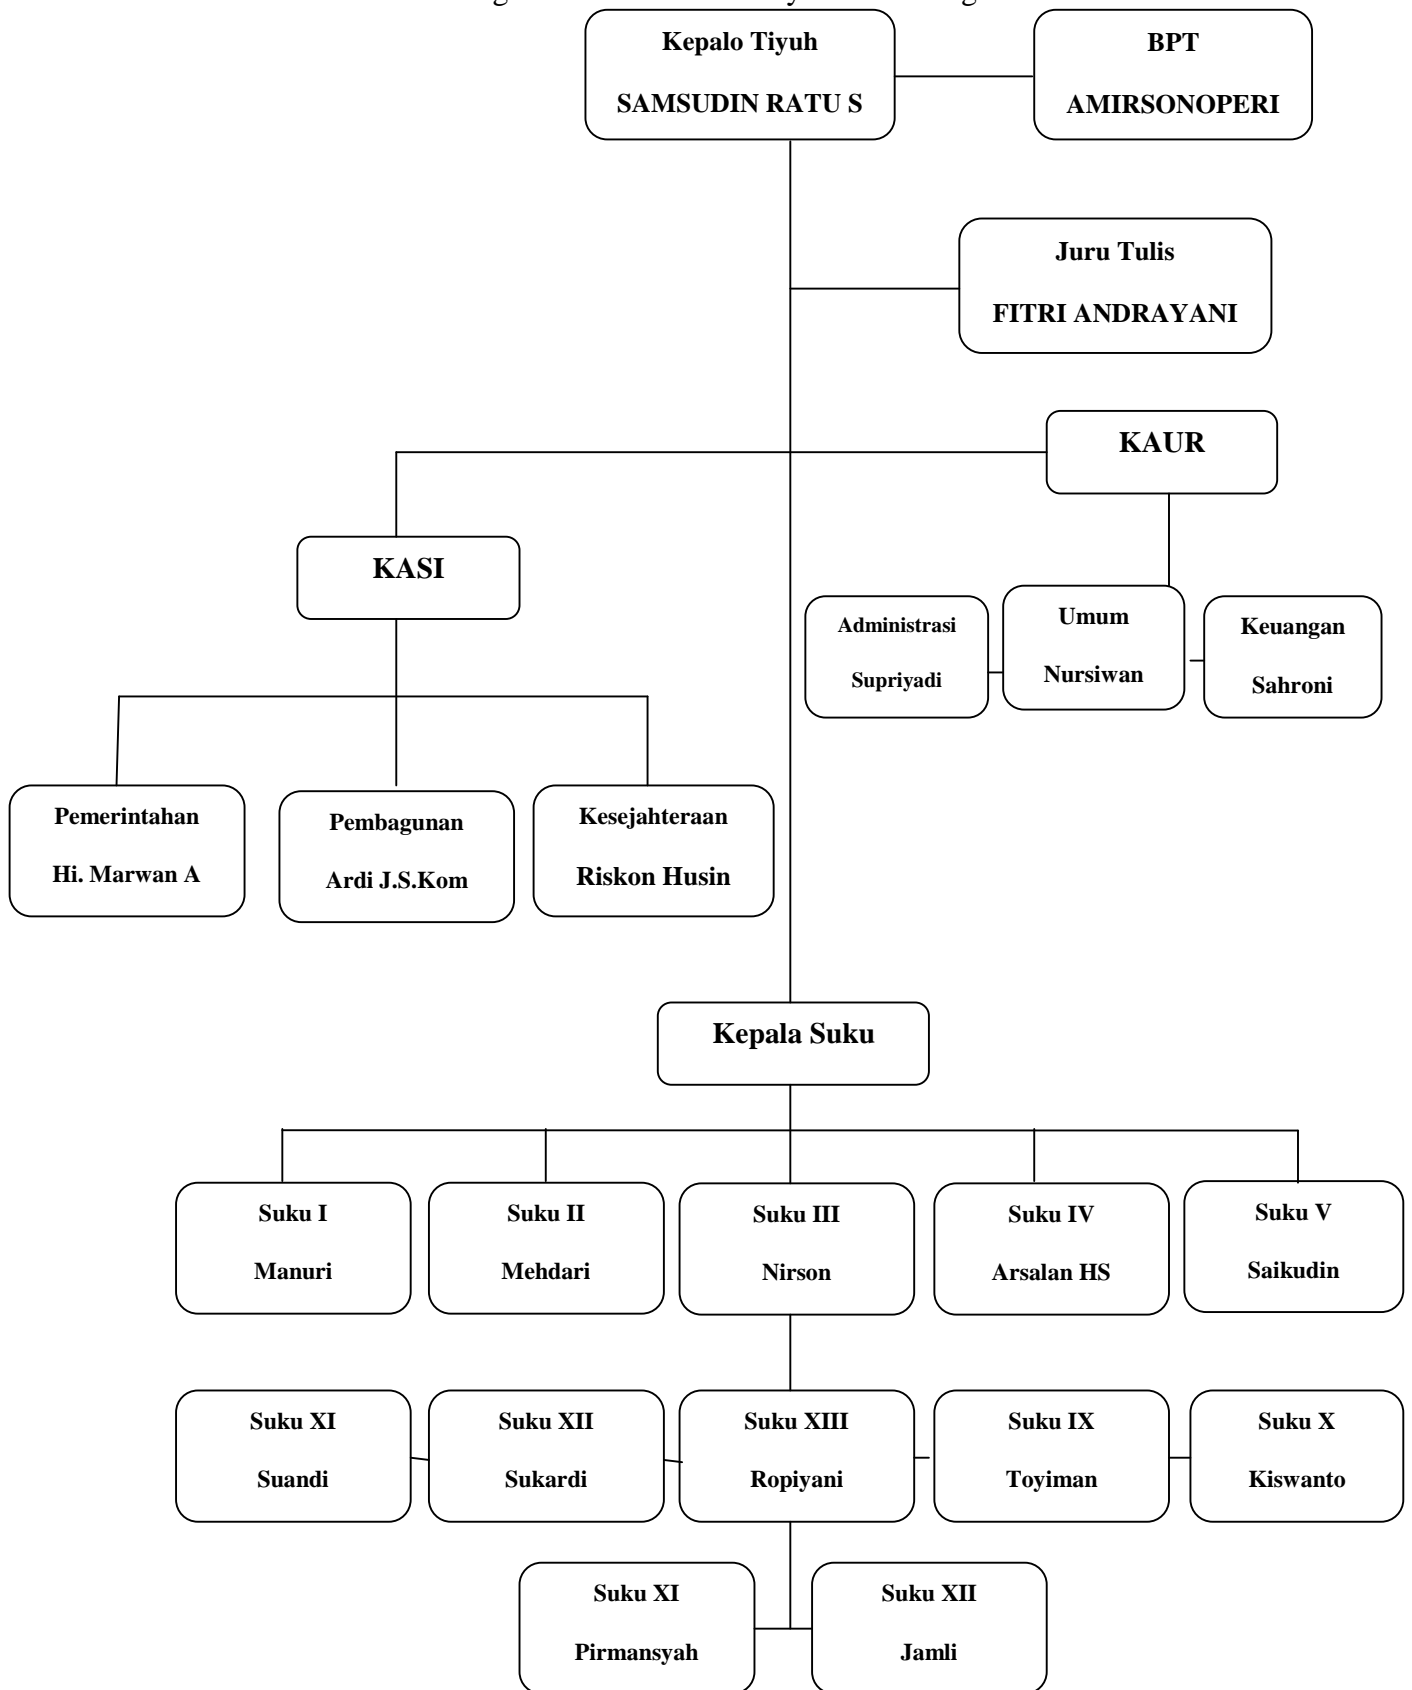 Kepalo Tiyuh
SAMSUDIN RATU S
BPT
AMIRSONOPERI
Juru Tulis
FITRI ANDRAYANI
KAUR
KASI
Administrasi
Supriyadi
Umum
Nursiwan
Keuangan
Sahroni
Pemerintahan
Hi. Marwan A
Pembagunan
Ardi J.S.Kom
Kesejahteraan
Riskon Husin
Kepala Suku
Suku I
Manuri
Suku II
Mehdari
Suku III
Nirson
Suku IV
Arsalan HS
Suku V
Saikudin
Suku XI
Suandi
Suku XII
Sukardi
Suku XIII
Ropiyani
Suku IX
Toyiman
Suku X
Kiswanto
Suku XI
Pirmansyah
Suku XII
Jamli